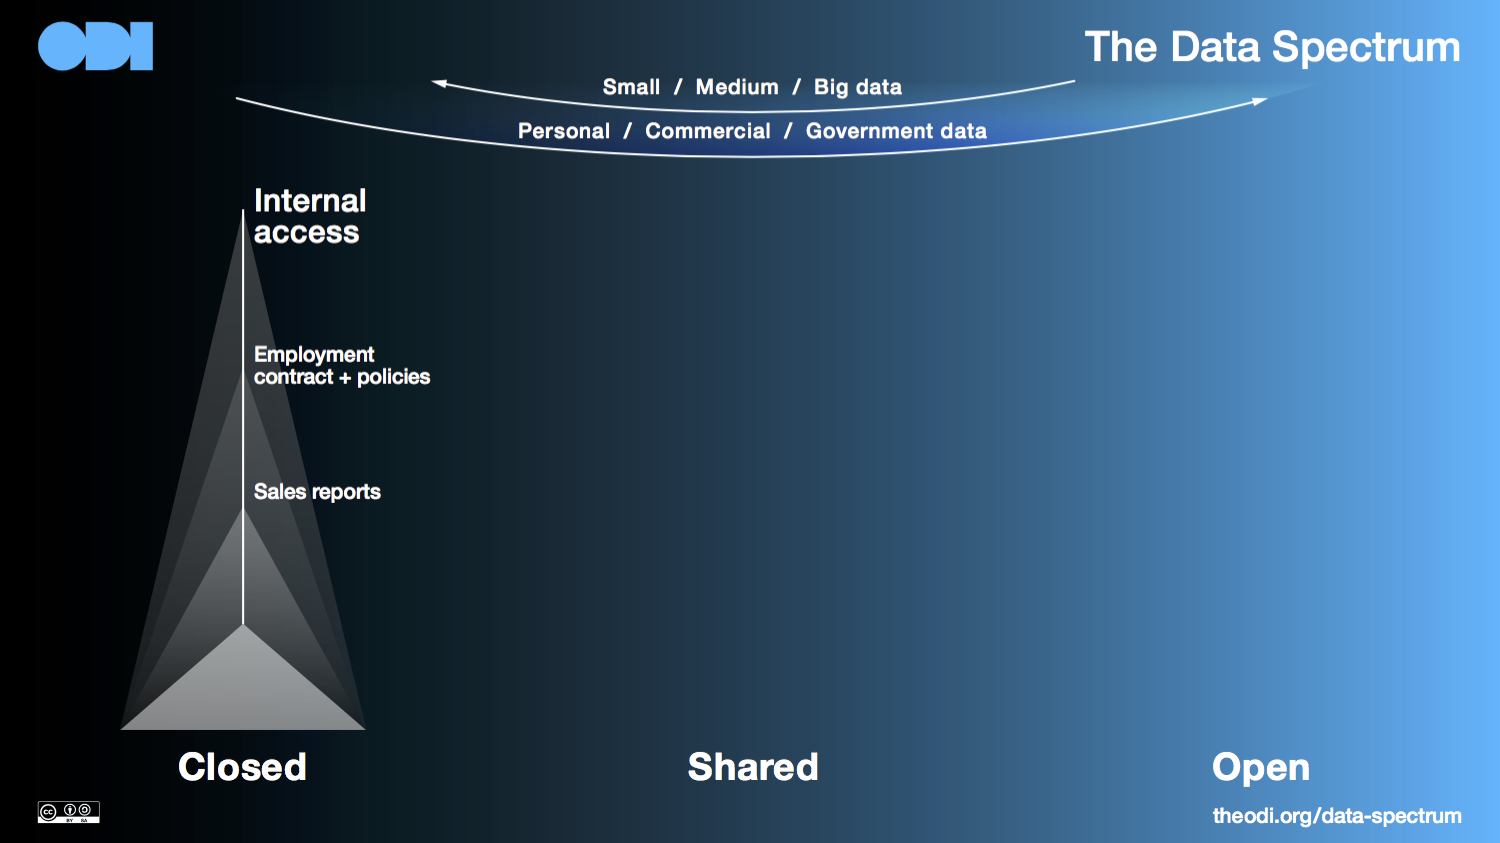 ODI
The Data Spectrum
Small / Medium / Big data
Personal / Commercial / Government data
Internal
access
Employment
contract + policies
Sales reports
Closed
Shared
Open
cc
BY SA
theodi.org/data-spectrum